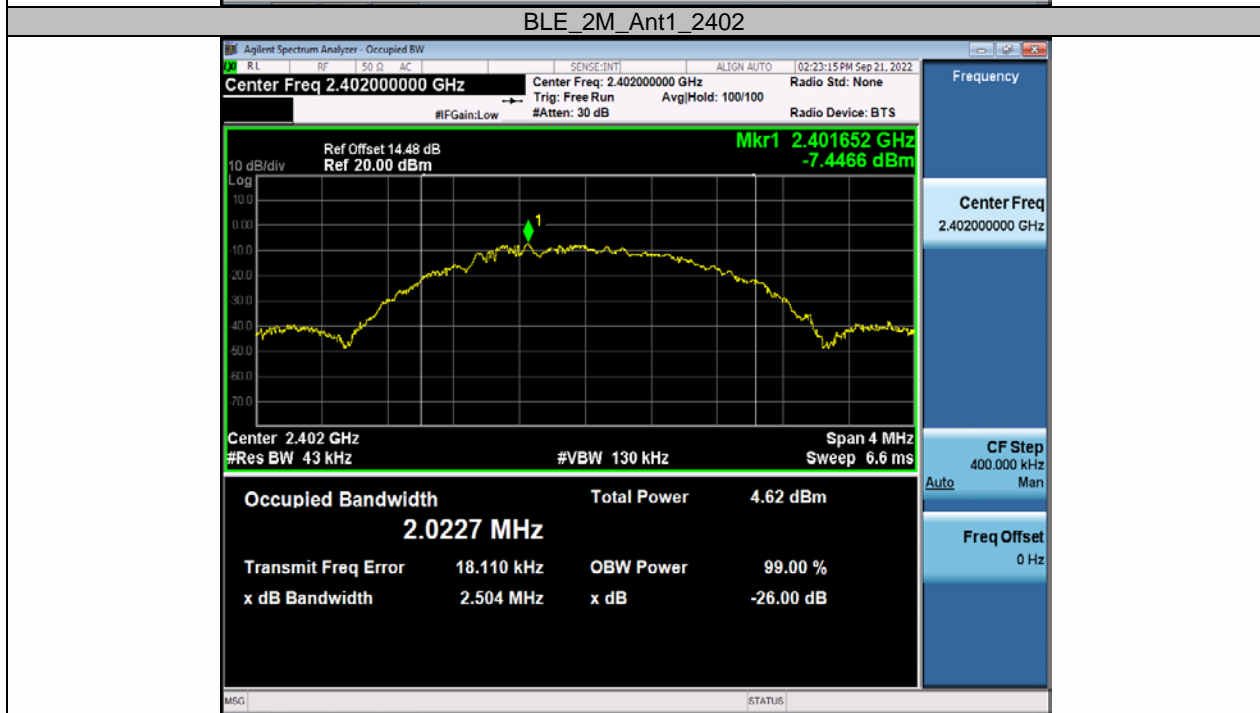 BLE_2M_Ant1_2402
Agilent Spectrum Analyzer - Occupied BW
RL RF 50 Ω AC SENSE:INT ALIGN AUTO 02:23:15 PM Sep 21, 2022
Center Freq 2.402000000 GHz
Center Freq: 2.402000000 GHz Radio Std: None
Trig: Free Run Avg|Hold: 100/100
#IFGain:Low #Atten: 30 dB Radio Device: BTS
Mkr1 2.401652 GHz
-7.4466 dBm
Ref Offset 14.48 dB
10 dB/div Ref 20.00 dBm
Log
10.0
0.00
-10.0
-20.0
-30.0
-40.0
-50.0
-60.0
-70.0
1
Center 2.402 GHz Span 4 MHz
#Res BW 43 kHz #VBW 130 kHz Sweep 6.6 ms
Occupied Bandwidth Total Power 4.62 dBm
2.0227 MHz
Transmit Freq Error 18.110 kHz OBW Power 99.00 %
x dB Bandwidth 2.504 MHz x dB -26.00 dB
Frequency
Center Freq
2.402000000 GHz
CF Step
400.000 kHz
Auto Man
Freq Offset
0 Hz
MSG STATUS